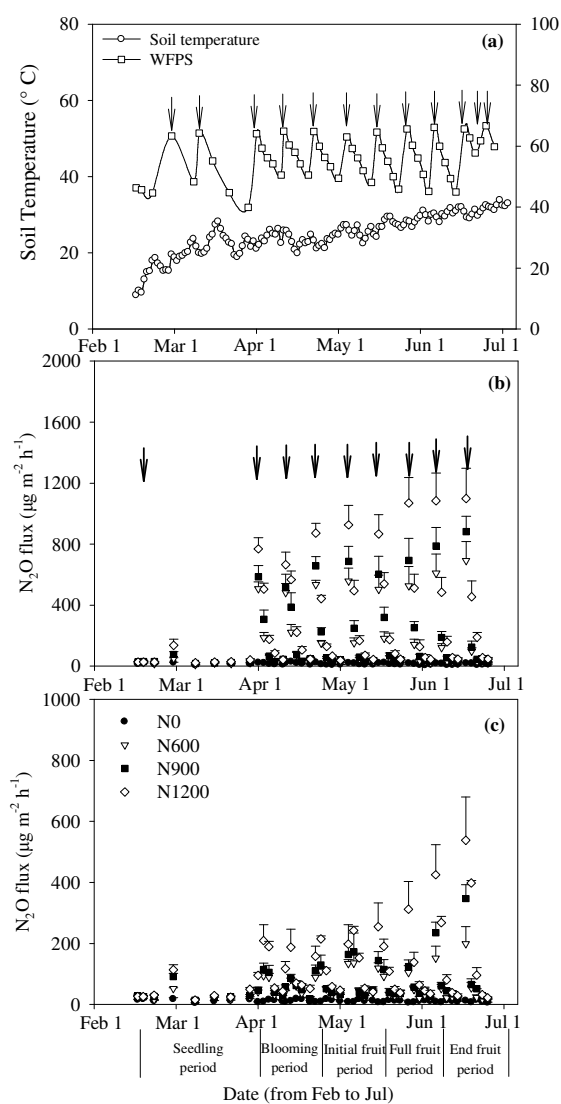 80
100
Soil temperature
(a)
WFPS
60
80
40
60
20
40
20
0
0
Soil Temperature (° C)
Feb 1 Mar 1 Apr 1 May 1 Jun 1 Jul 1
2000
(b)
1600
1200
800
400
0
N₂O flux (µg m⁻² h⁻¹)
Feb 1 Mar 1 Apr 1 May 1 Jun 1 Jul 1
1000
(c)
N0
N600
N900
N1200
800
600
400
200
0
N₂O flux (µg m⁻² h⁻¹)
Feb 1 Mar 1 Apr 1 May 1 Jun 1 Jul 1
Seedling period
Blooming period
Initial fruit period
Full fruit period
End fruit period
Date (from Feb to Jul)